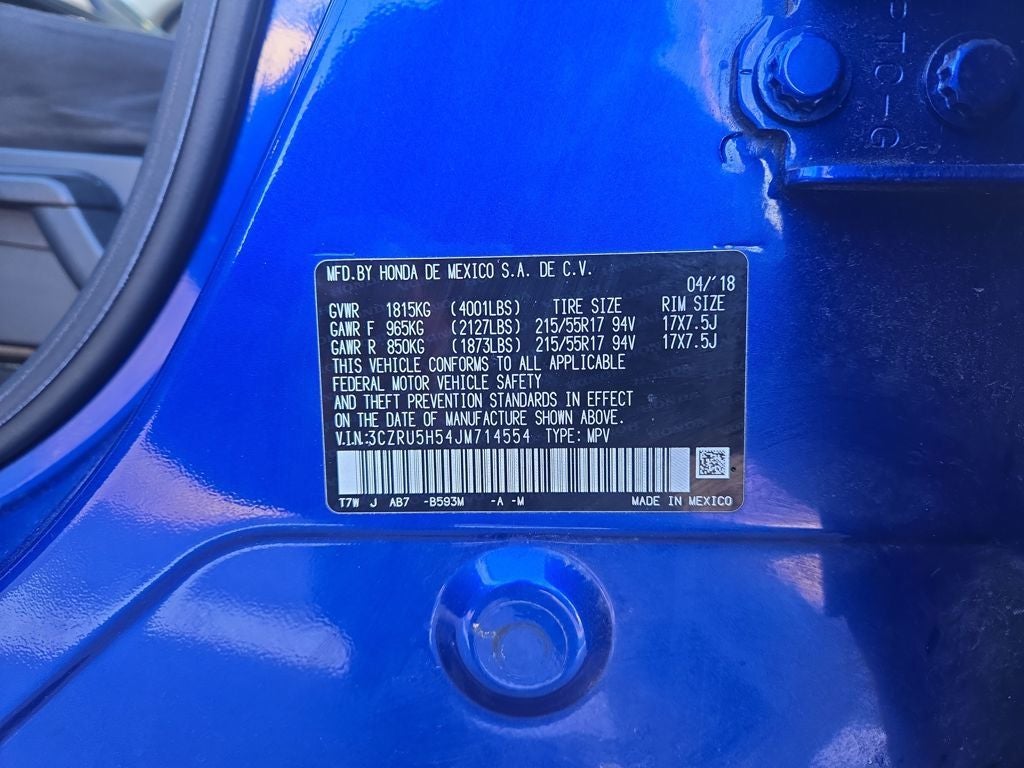 TO-G
MFD.BY HONDA DE MEXICO S.A. DE C.V.
04/'18
GVWR 1815KG (4001LBS) TIRE SIZE RIM SIZE
GAWR F 965KG (2127LBS) 215/55R17 94V 17X7.5J
GAWR R 850KG (1873LBS) 215/55R17 94V 17X7.5J
THIS VEHICLE CONFORMS TO ALL APPLICABLE
FEDERAL MOTOR VEHICLE SAFETY
AND THEFT PREVENTION STANDARDS IN EFFECT
ON THE DATE OF MANUFACTURE SHOWN ABOVE.
V.I.N:3CZRU5H54JM714554 TYPE: MPV
T7W J AB7 -B593M -A -M MADE IN MEXICO